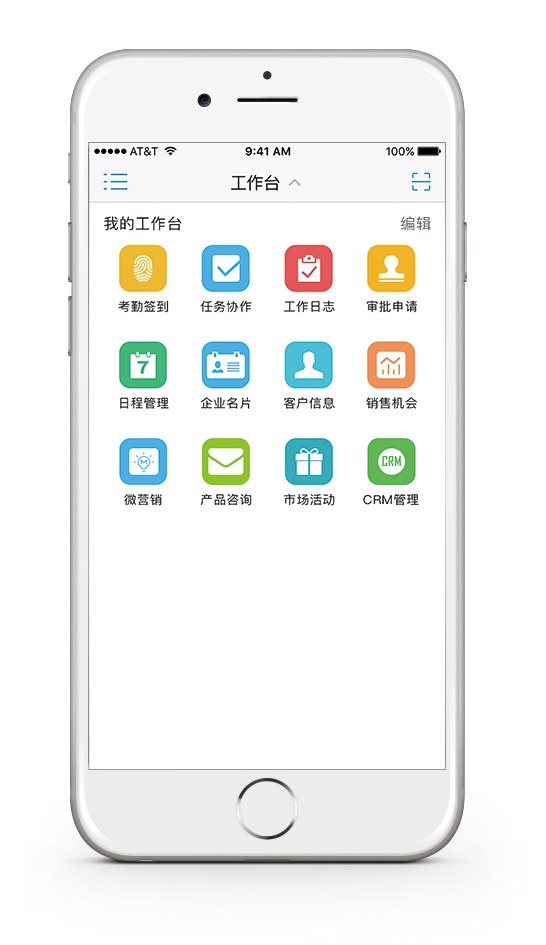 ●●●●● AT&T 9:41 AM 100%
工作台
我的工作台 编辑
考勤签到 任务协作 工作日志 审批申请
7
日程管理 企业名片 客户信息 销售机会
M CRM
微营销 产品咨询 市场活动 CRM管理